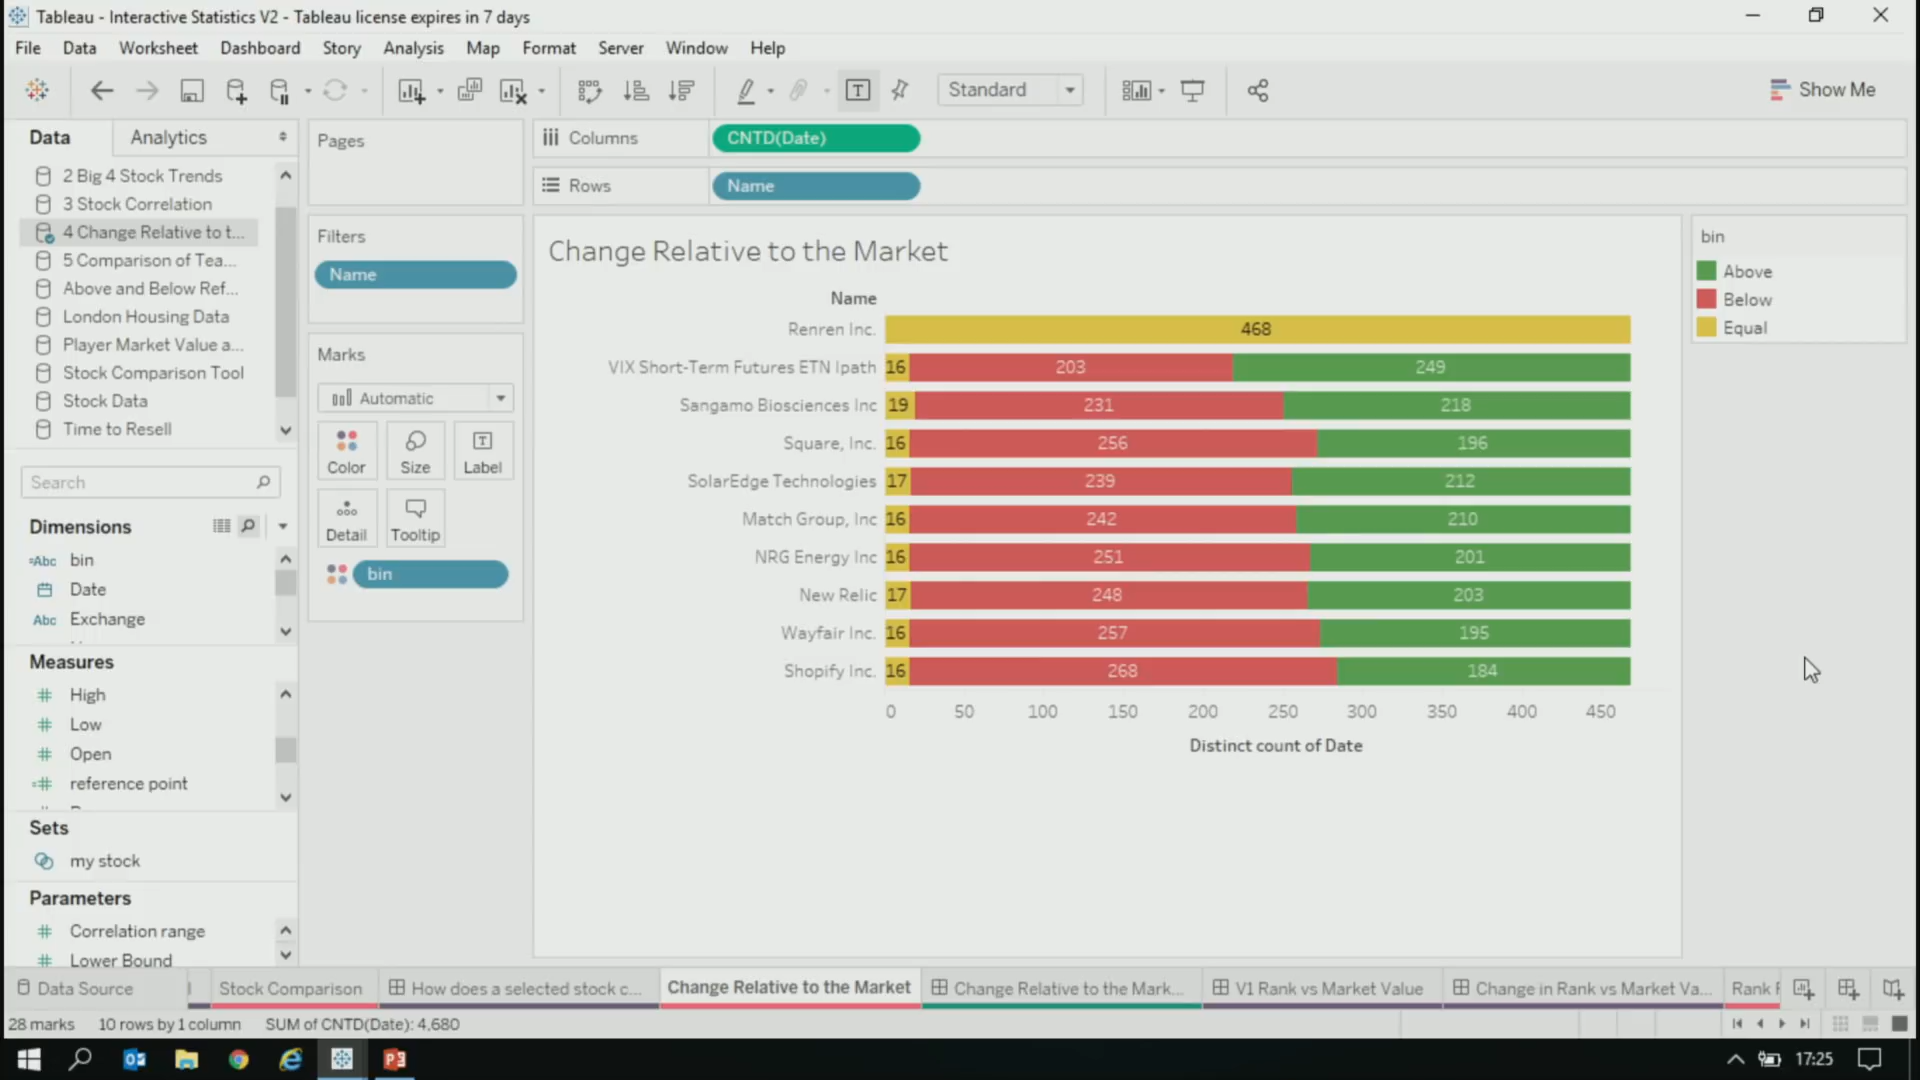 Tableau - Interactive Statistics V2 - Tableau license expires in 7 days
File Data Worksheet Dashboard Story Analysis Map Format Server Window Help
Standard
Show Me
Data
Analytics
2 Big 4 Stock Trends
3 Stock Correlation
4 Change Relative to t...
5 Comparison of Tea...
Above and Below Ref...
London Housing Data
Player Market Value a...
Stock Comparison Tool
Stock Data
Time to Resell
Search
Dimensions
=Abc bin
Date
Abc Exchange
Measures
# High
# Low
# Open
=# reference point
Sets
my stock
Parameters
# Correlation range
# Lower Bound
Pages
Filters
Name
Marks
Automatic
Color
Size
Label
Detail
Tooltip
bin
Columns
CNTD(Date)
Rows
Name
Change Relative to the Market
Name
Renren Inc. 468
VIX Short-Term Futures ETN Ipath 16 203 249
Sangamo Biosciences Inc 19 231 218
Square, Inc. 16 256 196
SolarEdge Technologies 17 239 212
Match Group, Inc 16 242 210
NRG Energy Inc 16 251 201
New Relic 17 248 203
Wayfair Inc. 16 257 195
Shopify Inc. 16 268 184
0 50 100 150 200 250 300 350 400 450
Distinct count of Date
bin
Above
Below
Equal
Data Source
Stock Comparison
How does a selected stock c...
Change Relative to the Market
Change Relative to the Mark...
V1 Rank vs Market Value
Change in Rank vs Market Va...
Rank
28 marks 10 rows by 1 column SUM of CNTD(Date): 4,680
17:25